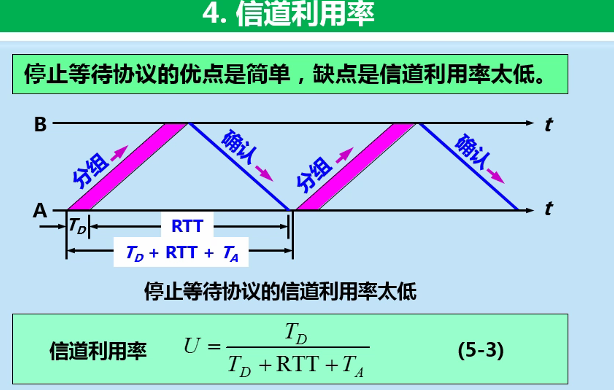 4. 信道利用率
停止等待协议的优点是简单，缺点是信道利用率太低。
B
t
分组
确认
分组
确认
A
t
T_D
RTT
T_D + RTT + T_A
停止等待协议的信道利用率太低
信道利用率 U = T_D / (T_D + RTT + T_A) (5-3)